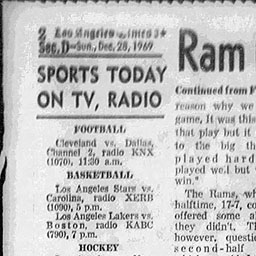 2 Los Angeles Times 2★
Sec. D—Sun., Dec. 28, 1969
SPORTS TODAY
ON TV, RADIO
FOOTBALL
Cleveland vs. Dallas,
Channel 2, radio KNX
(1070), 11:30 a.m.
BASKETBALL
Los Angeles Stars vs.
Carolina, radio XERB
(1090), 5 p.m.
Los Angeles Lakers vs.
Boston, radio KABC
(790), 7 p.m.
HOCKEY
Ram
Continued from F
reason why we
game. It was this
that play but it
to the big th
played hard
played well but
win."
The Rams, wh
halftime, 17-7, co
offered some al
they didn't. Th
however, questio
second-half